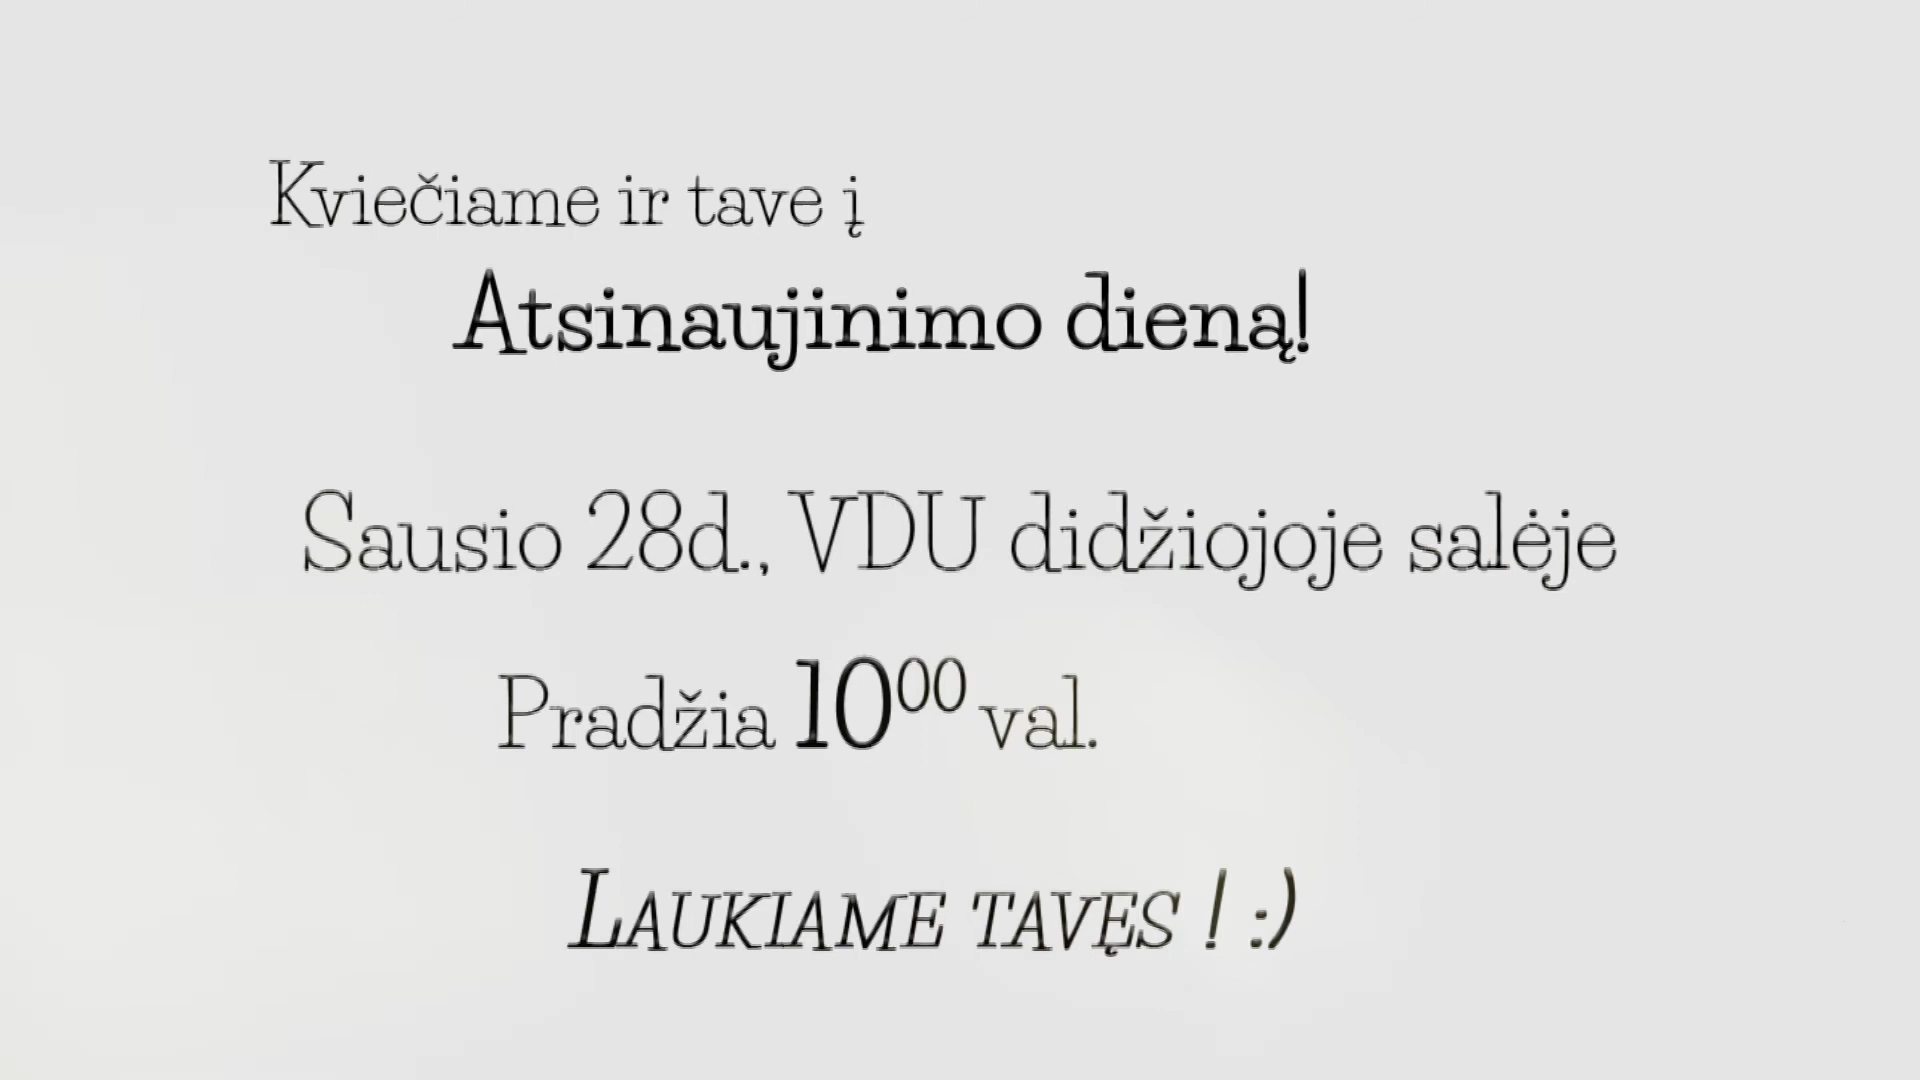 Kviečiame ir tave į
Atsinaujinimo dieną!
Sausio 28d., VDU didžiojoje salėje
Pradžia 10⁰⁰ val.
LAUKIAME TAVĘS ! :)